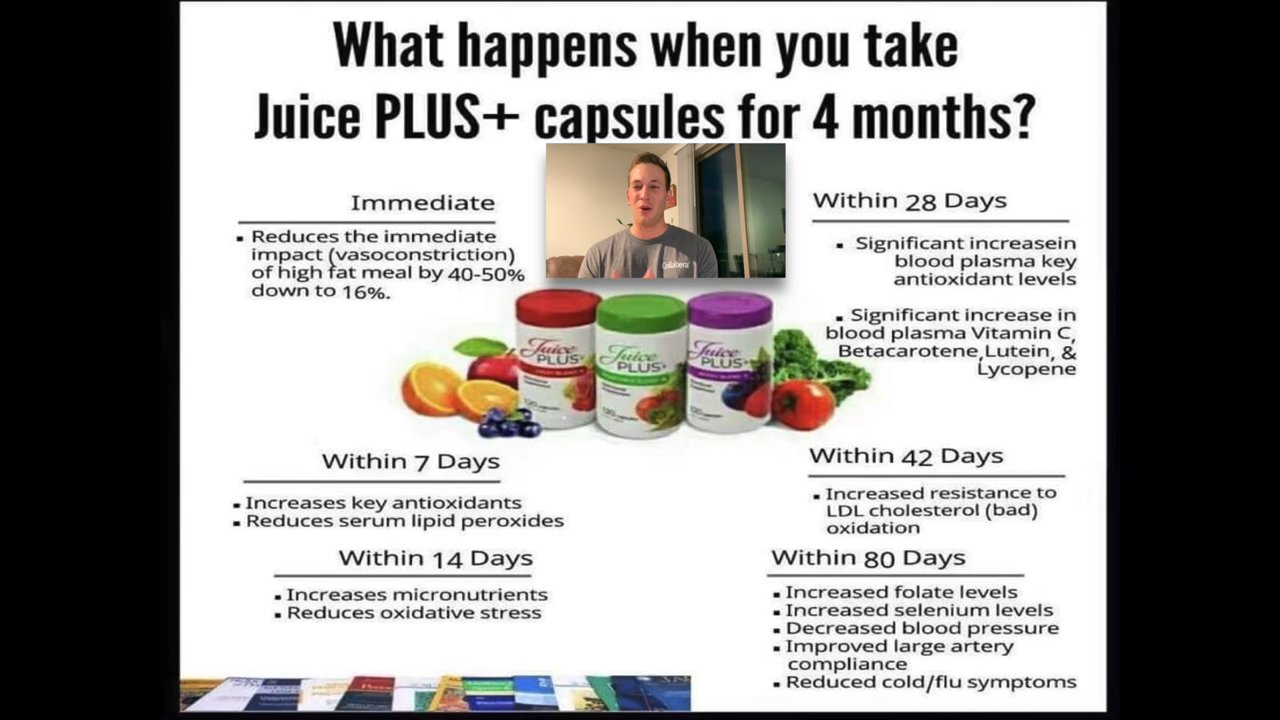 What happens when you take
Juice PLUS+ capsules for 4 months?
Immediate
▪ Reduces the immediate
impact (vasoconstriction)
of high fat meal by 40-50%
down to 16%.
Within 7 Days
▪ Increases key antioxidants
▪ Reduces serum lipid peroxides
Within 14 Days
▪ Increases micronutrients
▪ Reduces oxidative stress
Collabera
Juice
PLUS+
Juice
PLUS+
Juice
PLUS+
Within 28 Days
▪ Significant increasein
blood plasma key
antioxidant levels
▪ Significant increase in
blood plasma Vitamin C,
Betacarotene,Lutein, &
Lycopene
Within 42 Days
▪ Increased resistance to
LDL cholesterol (bad)
oxidation
Within 80 Days
▪ Increased folate levels
▪ Increased selenium levels
▪ Decreased blood pressure
▪ Improved large artery
compliance
▪ Reduced cold/flu symptoms